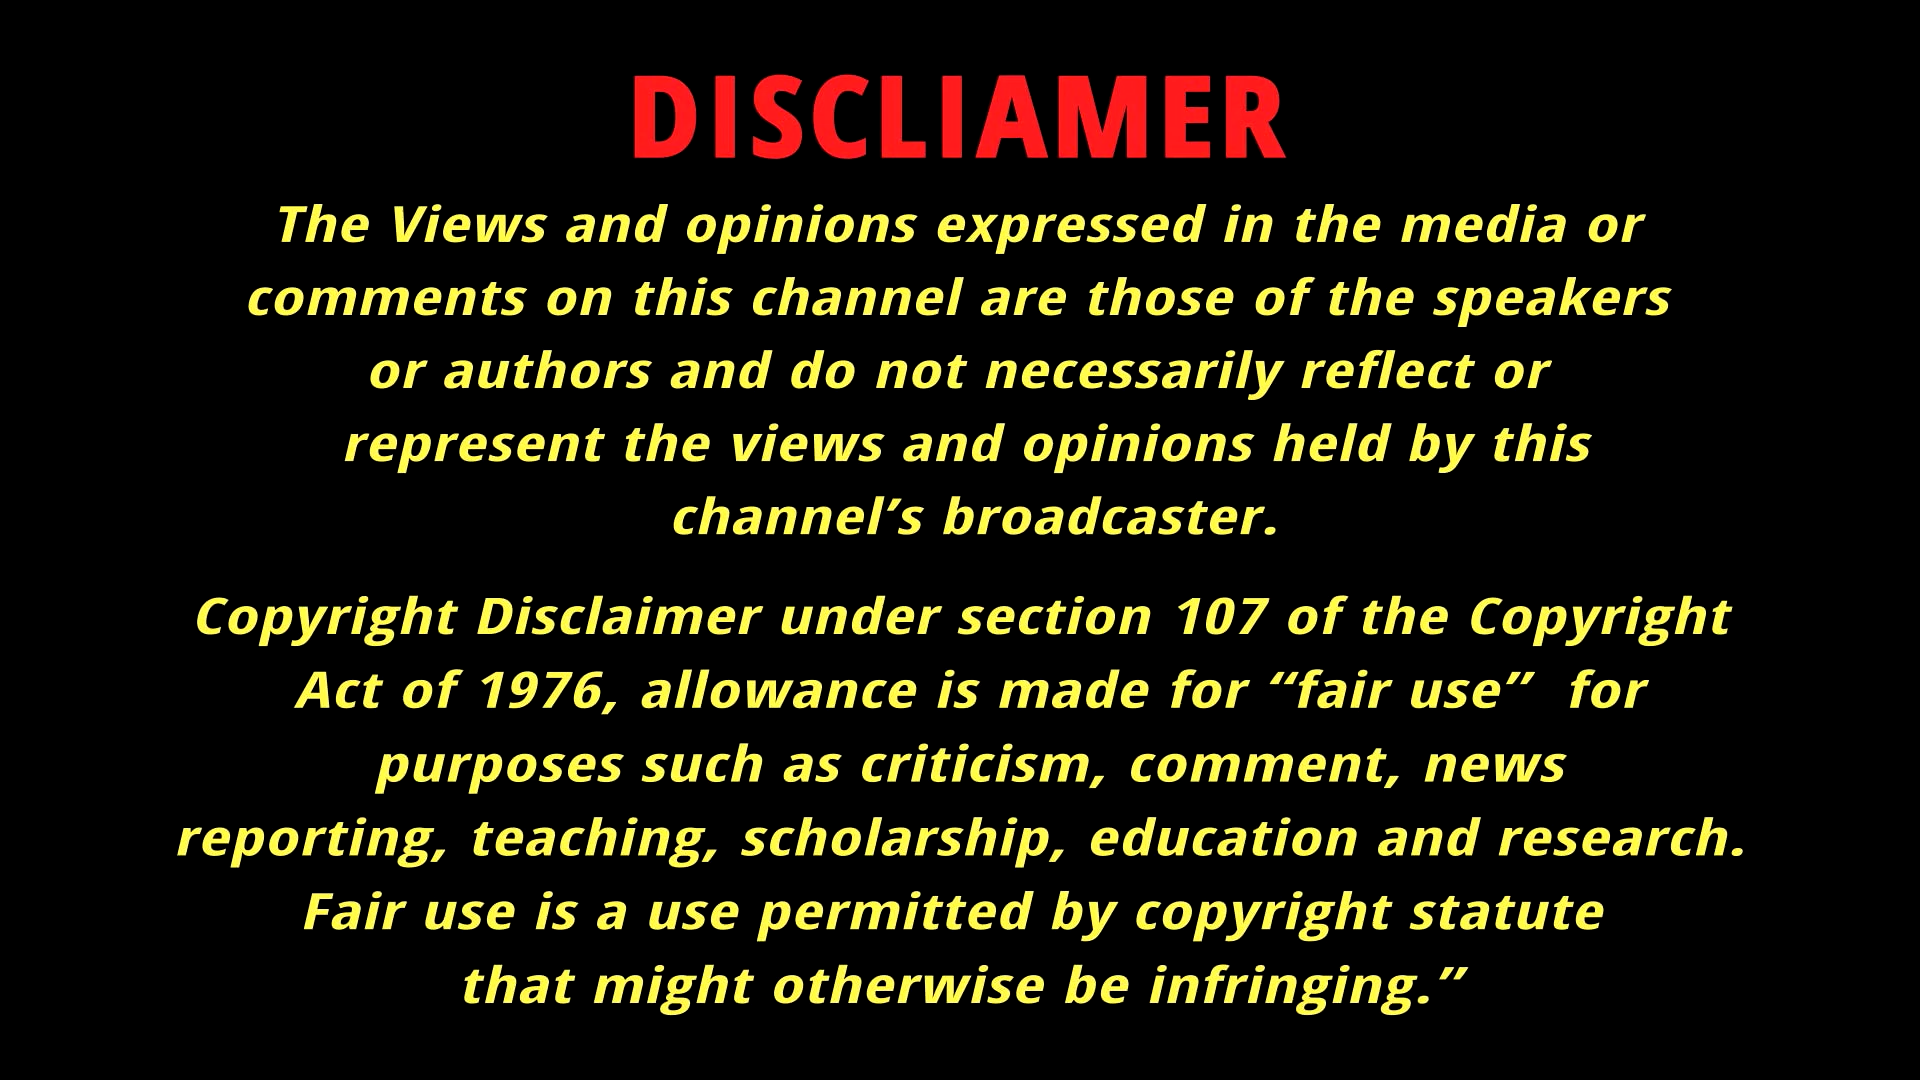 DISCLIAMER
The Views and opinions expressed in the media or
comments on this channel are those of the speakers
or authors and do not necessarily reflect or
represent the views and opinions held by this
channel’s broadcaster.
Copyright Disclaimer under section 107 of the Copyright
Act of 1976, allowance is made for “fair use”  for
purposes such as criticism, comment, news
reporting, teaching, scholarship, education and research.
Fair use is a use permitted by copyright statute
that might otherwise be infringing.”